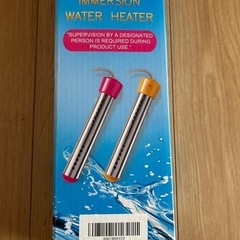 IMMERSION
WATER HEATER
"SUPERVISION BY A DESIGNATED
PERSON IS REQUIRED DURING
PRODUCT USE."